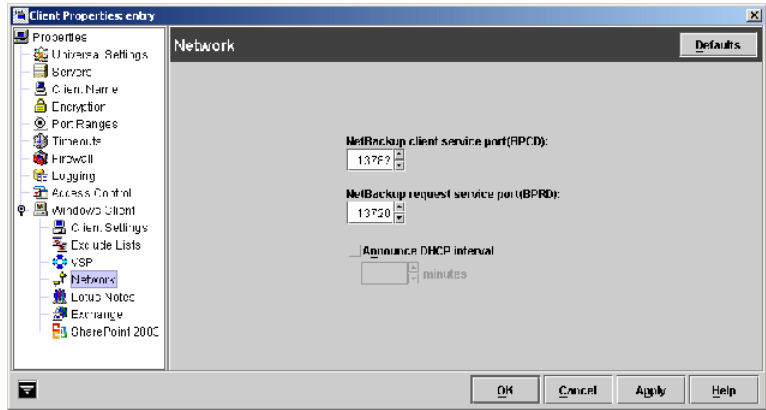 Client Properties: entry
Properties
Universal Settings
Servers
Client Name
Encryption
Port Ranges
Timeouts
Firewall
Logging
Access Control
Windows Client
Client Settings
Exclude Lists
VSP
Network
Lotus Notes
Exchange
SharePoint 2003
Network
Defaults
NetBackup client service port(BPCD):
13782
NetBackup request service port(BPRD):
13720
Announce DHCP interval
minutes
OK
Cancel
Apply
Help